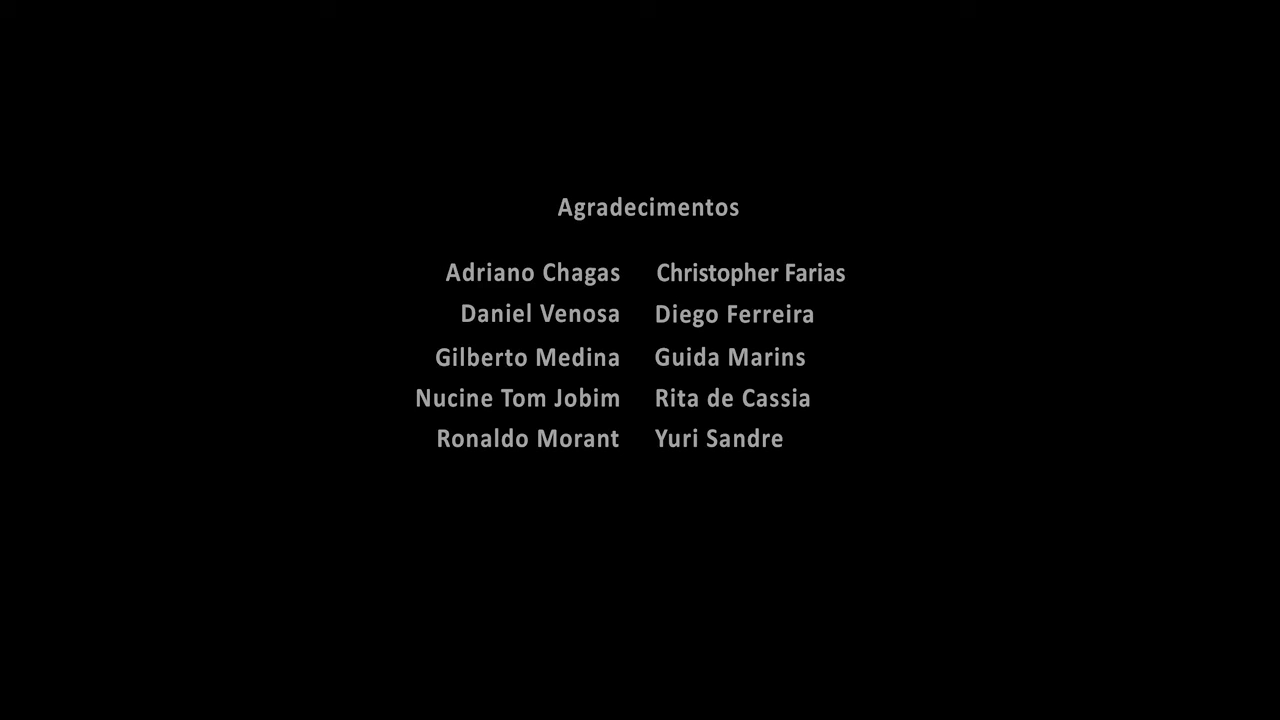 Agradecimentos
Adriano Chagas Christopher Farias
Daniel Venosa Diego Ferreira
Gilberto Medina Guida Marins
Nucine Tom Jobim Rita de Cassia
Ronaldo Morant Yuri Sandre